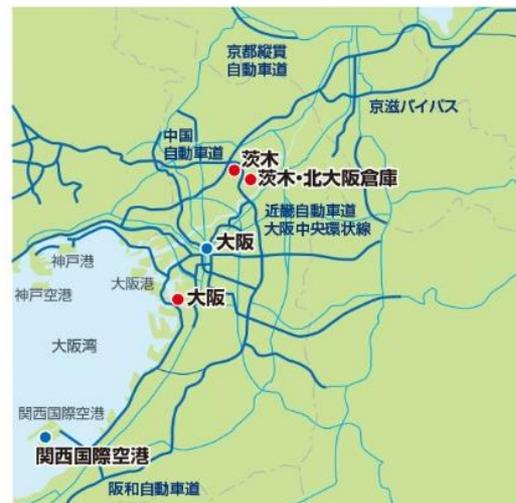 京都縦貫
自動車道
京滋バイパス
中国
自動車道
茨木
茨木・北大阪倉庫
近畿自動車道
大阪中央環状線
大阪
神戸港
大阪港
神戸空港
大阪
大阪湾
関西国際空港
関西国際空港
阪和自動車道